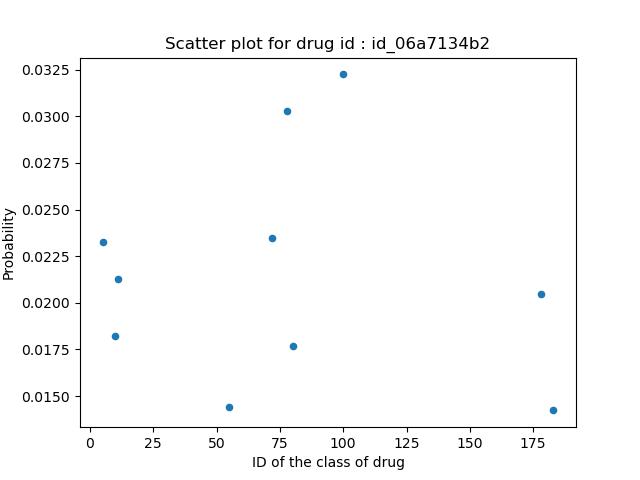 Scatter plot for drug id : id_06a7134b2
0.0325
0.0300
0.0275
0.0250
0.0225
0.0200
0.0175
0.0150
Probability
0 25 50 75 100 125 150 175
ID of the class of drug